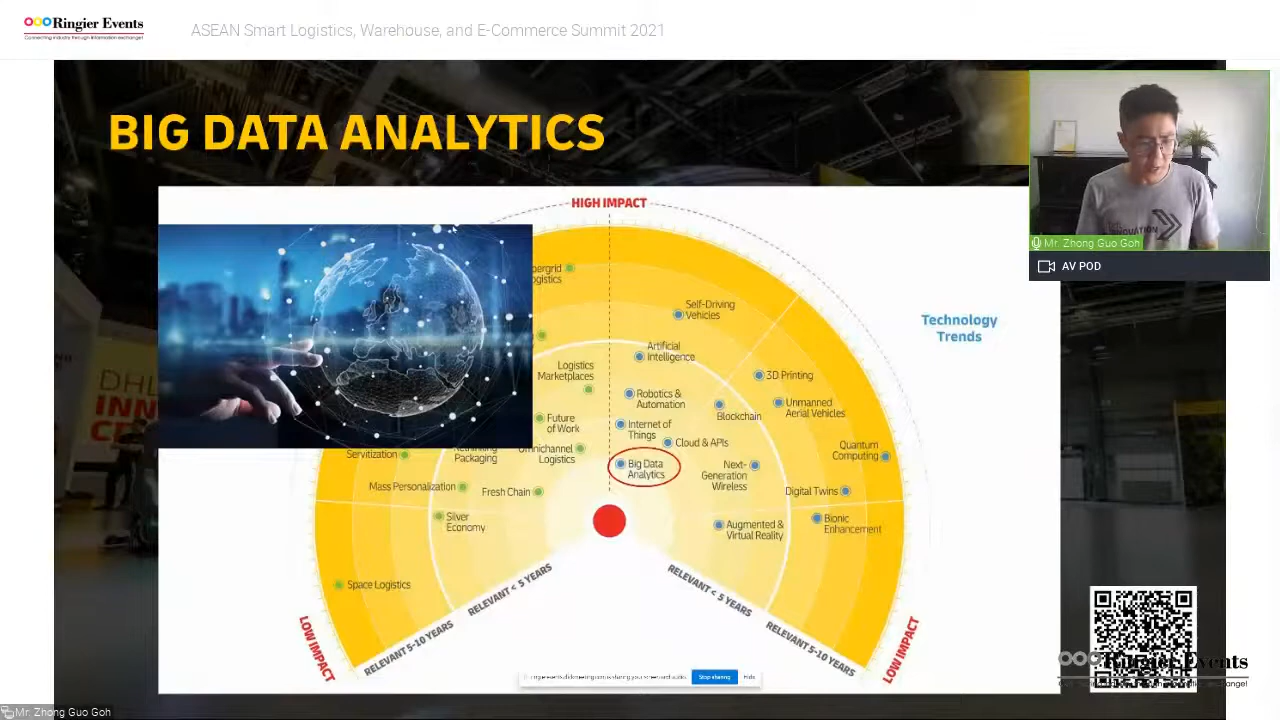 Ringier Events
Connecting industry through information exchange!
ASEAN Smart Logistics, Warehouse, and E-Commerce Summit 2021
BIG DATA ANALYTICS
Mr. Zhong Guo Goh
AV POD
HIGH IMPACT
Technology
Trends
Self-Driving
Vehicles
Artificial
Intelligence
Logistics
Marketplaces
3D Printing
Robotics &
Automation
Unmanned
Aerial Vehicles
Blockchain
Future
of Work
Internet of
Things
Cloud & APIs
Omnichannel
Logistics
Quantum
Computing
Servitization
Packaging
Big Data
Analytics
Next-
Generation
Wireless
Mass Personalization
Fresh Chain
Digital Twins
Silver
Economy
Augmented &
Virtual Reality
Bionic
Enhancement
Space Logistics
RELEVANT < 5 YEARS
RELEVANT < 5 YEARS
RELEVANT 5-10 YEARS
RELEVANT 5-10 YEARS
LOW IMPACT
LOW IMPACT
DHL
Stop sharing
Hide
Ringier Events
Mr. Zhong Guo Goh